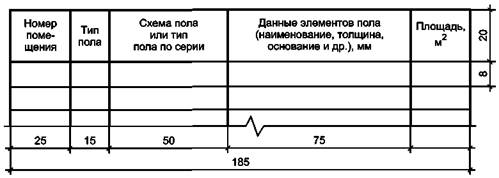 Номер
поме-
щения
Тип
пола
Схема пола
или тип
пола по серии
Данные элементов пола
(наименование, толщина,
основание и др.), мм
Площадь,
м2
20
8
25 15 50 75
185